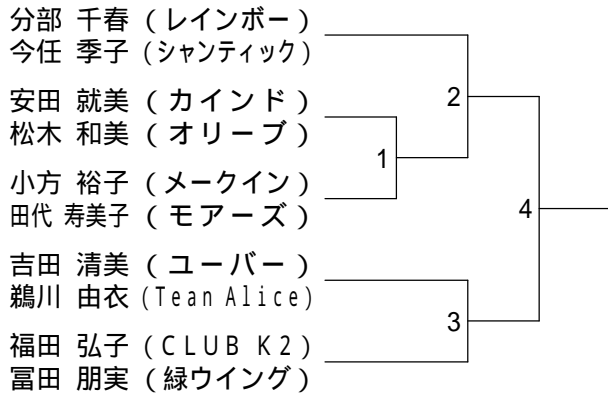 分部 千春 (レインボー)
今任 季子 (シャンティック)
安田 就美 (カインド)
松木 和美 (オリーブ)
小方 裕子 (メークイン)
田代 寿美子 (モアーズ)
吉田 清美 (ユーバー)
鵜川 由衣 (Tean Alice)
福田 弘子 (CLUB K2)
冨田 朋実 (緑ウイング)
2
1
4
3